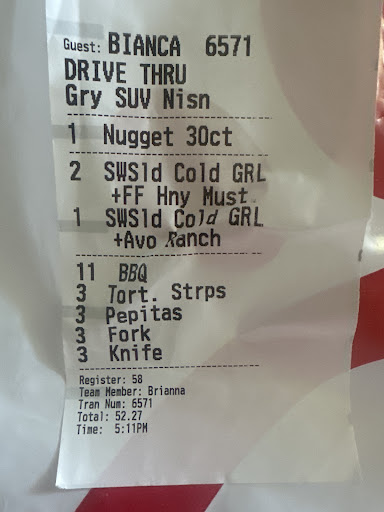 Guest: BIANCA 6571
DRIVE THRU
Gry SUV Nisn
1 Nugget 30ct
2 SWSld Cold GRL
+FF Hny Must
1 SWSld Cold GRL
+Avo Ranch
11 BBQ
3 Tort. Strps
3 Pepitas
3 Fork
3 Knife
Register: 58
Team Member: Brianna
Tran Num: 6571
Total: 52.27
Time: 5:11PM